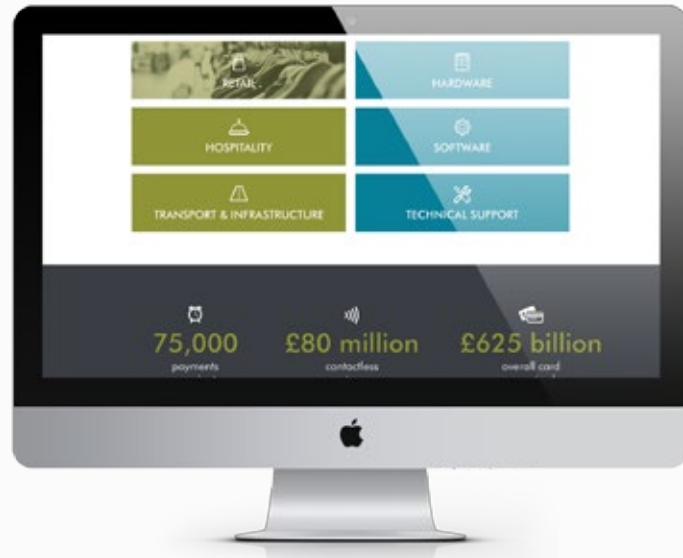 RETAIL
HARDWARE
HOSPITALITY
SOFTWARE
TRANSPORT & INFRASTRUCTURE
TECHNICAL SUPPORT
75,000
£80 million
£625 billion
payments
contactless
overall card